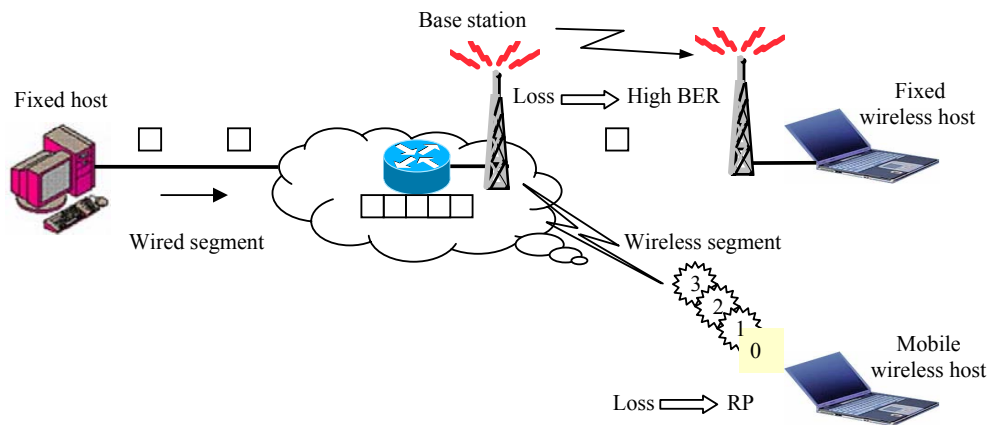 Base station
Fixed host
Loss
High BER
Fixed
wireless host
Wired segment
Wireless segment
3
2
1
0
Mobile
wireless host
Loss
RP